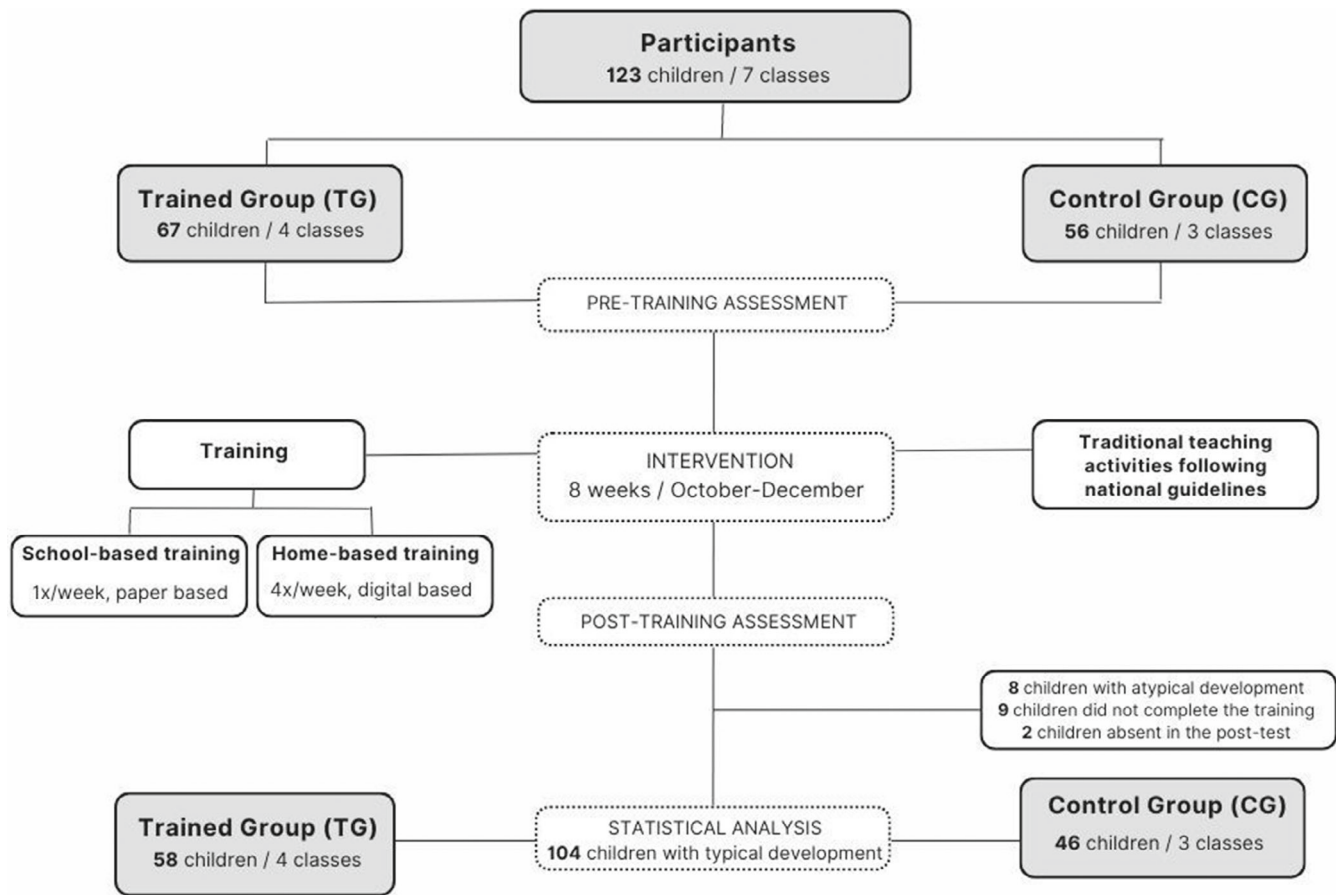 Participants
123 children / 7 classes
Trained Group (TG)
67 children / 4 classes
Control Group (CG)
56 children / 3 classes
PRE-TRAINING ASSESSMENT
Training
INTERVENTION
8 weeks / October-December
Traditional teaching
activities following
national guidelines
School-based training
1x/week, paper based
Home-based training
4x/week, digital based
POST-TRAINING ASSESSMENT
8 children with atypical development
9 children did not complete the training
2 children absent in the post-test
Trained Group (TG)
58 children / 4 classes
STATISTICAL ANALYSIS
104 children with typical development
Control Group (CG)
46 children / 3 classes